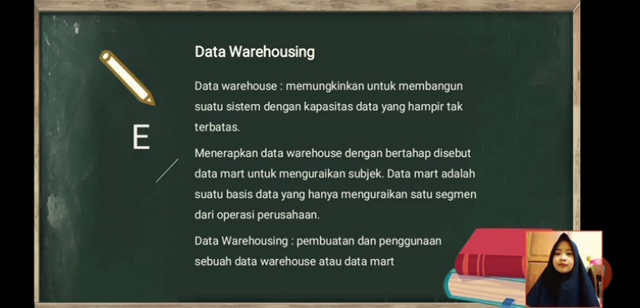 Data Warehousing
Data warehouse : memungkinkan untuk membangun
suatu sistem dengan kapasitas data yang hampir tak
terbatas.
E
Menerapkan data warehouse dengan bertahap disebut
data mart untuk menguraikan subjek. Data mart adalah
suatu basis data yang hanya menguraikan satu segmen
dari operasi perusahaan.
Data Warehousing : pembuatan dan penggunaan
sebuah data warehouse atau data mart